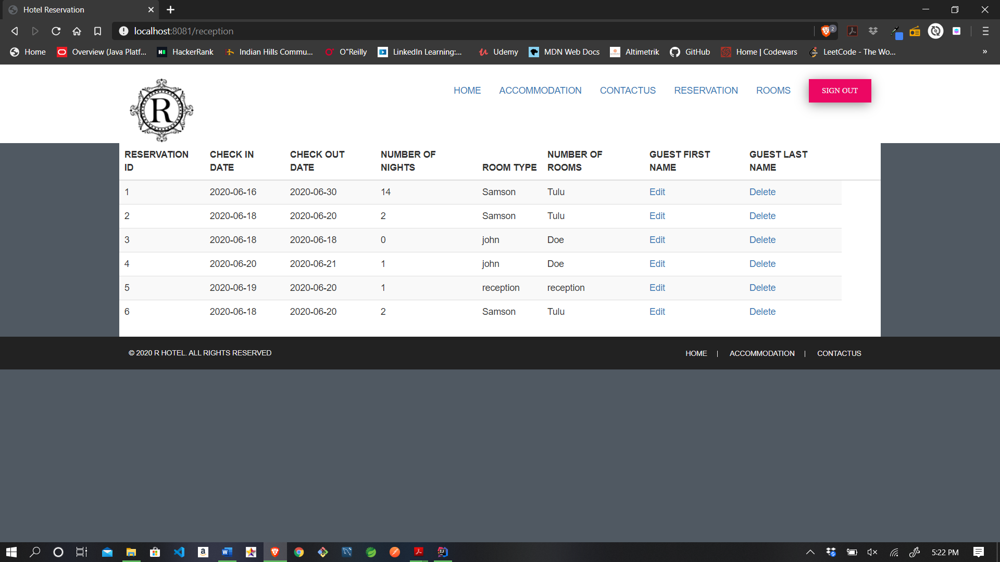 Hotel Reservation
localhost:8081/reception
2
Home Overview (Java Platf... HackerRank Indian Hills Commu... O"Reilly LinkedIn Learning:... Udemy MDN Web Docs Altimetrik GitHub Home | Codewars LeetCode - The Wo... »
R
HOME ACCOMMODATION CONTACTUS RESERVATION ROOMS SIGN OUT
RESERVATION ID CHECK IN DATE CHECK OUT DATE NUMBER OF NIGHTS ROOM TYPE NUMBER OF ROOMS GUEST FIRST NAME GUEST LAST NAME
1 2020-06-16 2020-06-30 14 Samson Tulu Edit Delete
2 2020-06-18 2020-06-20 2 Samson Tulu Edit Delete
3 2020-06-18 2020-06-18 0 john Doe Edit Delete
4 2020-06-20 2020-06-21 1 john Doe Edit Delete
5 2020-06-19 2020-06-20 1 reception reception Edit Delete
6 2020-06-18 2020-06-20 2 Samson Tulu Edit Delete
© 2020 R HOTEL. ALL RIGHTS RESERVED HOME | ACCOMMODATION | CONTACTUS
5:22 PM